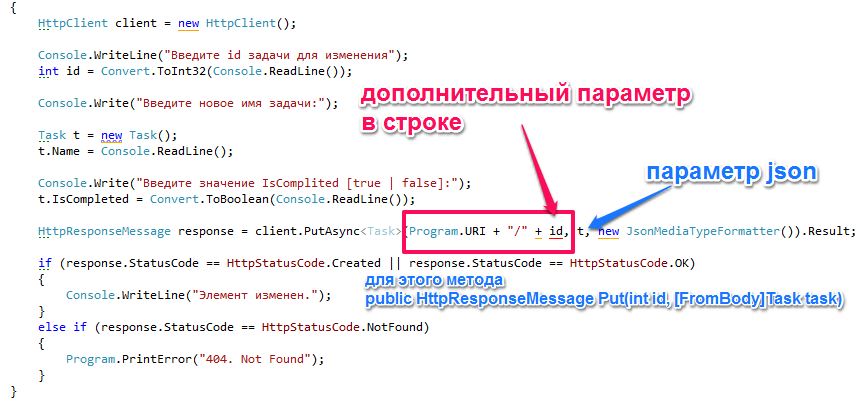 {
HttpClient client = new HttpClient();
Console.WriteLine("Введите id задачи для изменения");
int id = Convert.ToInt32(Console.ReadLine());
Console.Write("Введите новое имя задачи:");
дополнительный параметр
в строке
Task t = new Task();
t.Name = Console.ReadLine();
параметр json
Console.Write("Введите значение IsComplited [true | false]:");
t.IsCompleted = Convert.ToBoolean(Console.ReadLine());
HttpResponseMessage response = client.PutAsync<Task>(Program.URI + "/" + id, t, new JsonMediaTypeFormatter()).Result;
if (response.StatusCode == HttpStatusCode.Created || response.StatusCode == HttpStatusCode.OK)
{
для этого метода
public HttpResponseMessage Put(int id, [FromBody]Task task)
Console.WriteLine("Элемент изменен.");
}
else if (response.StatusCode == HttpStatusCode.NotFound)
{
Program.PrintError("404. Not Found");
}
}